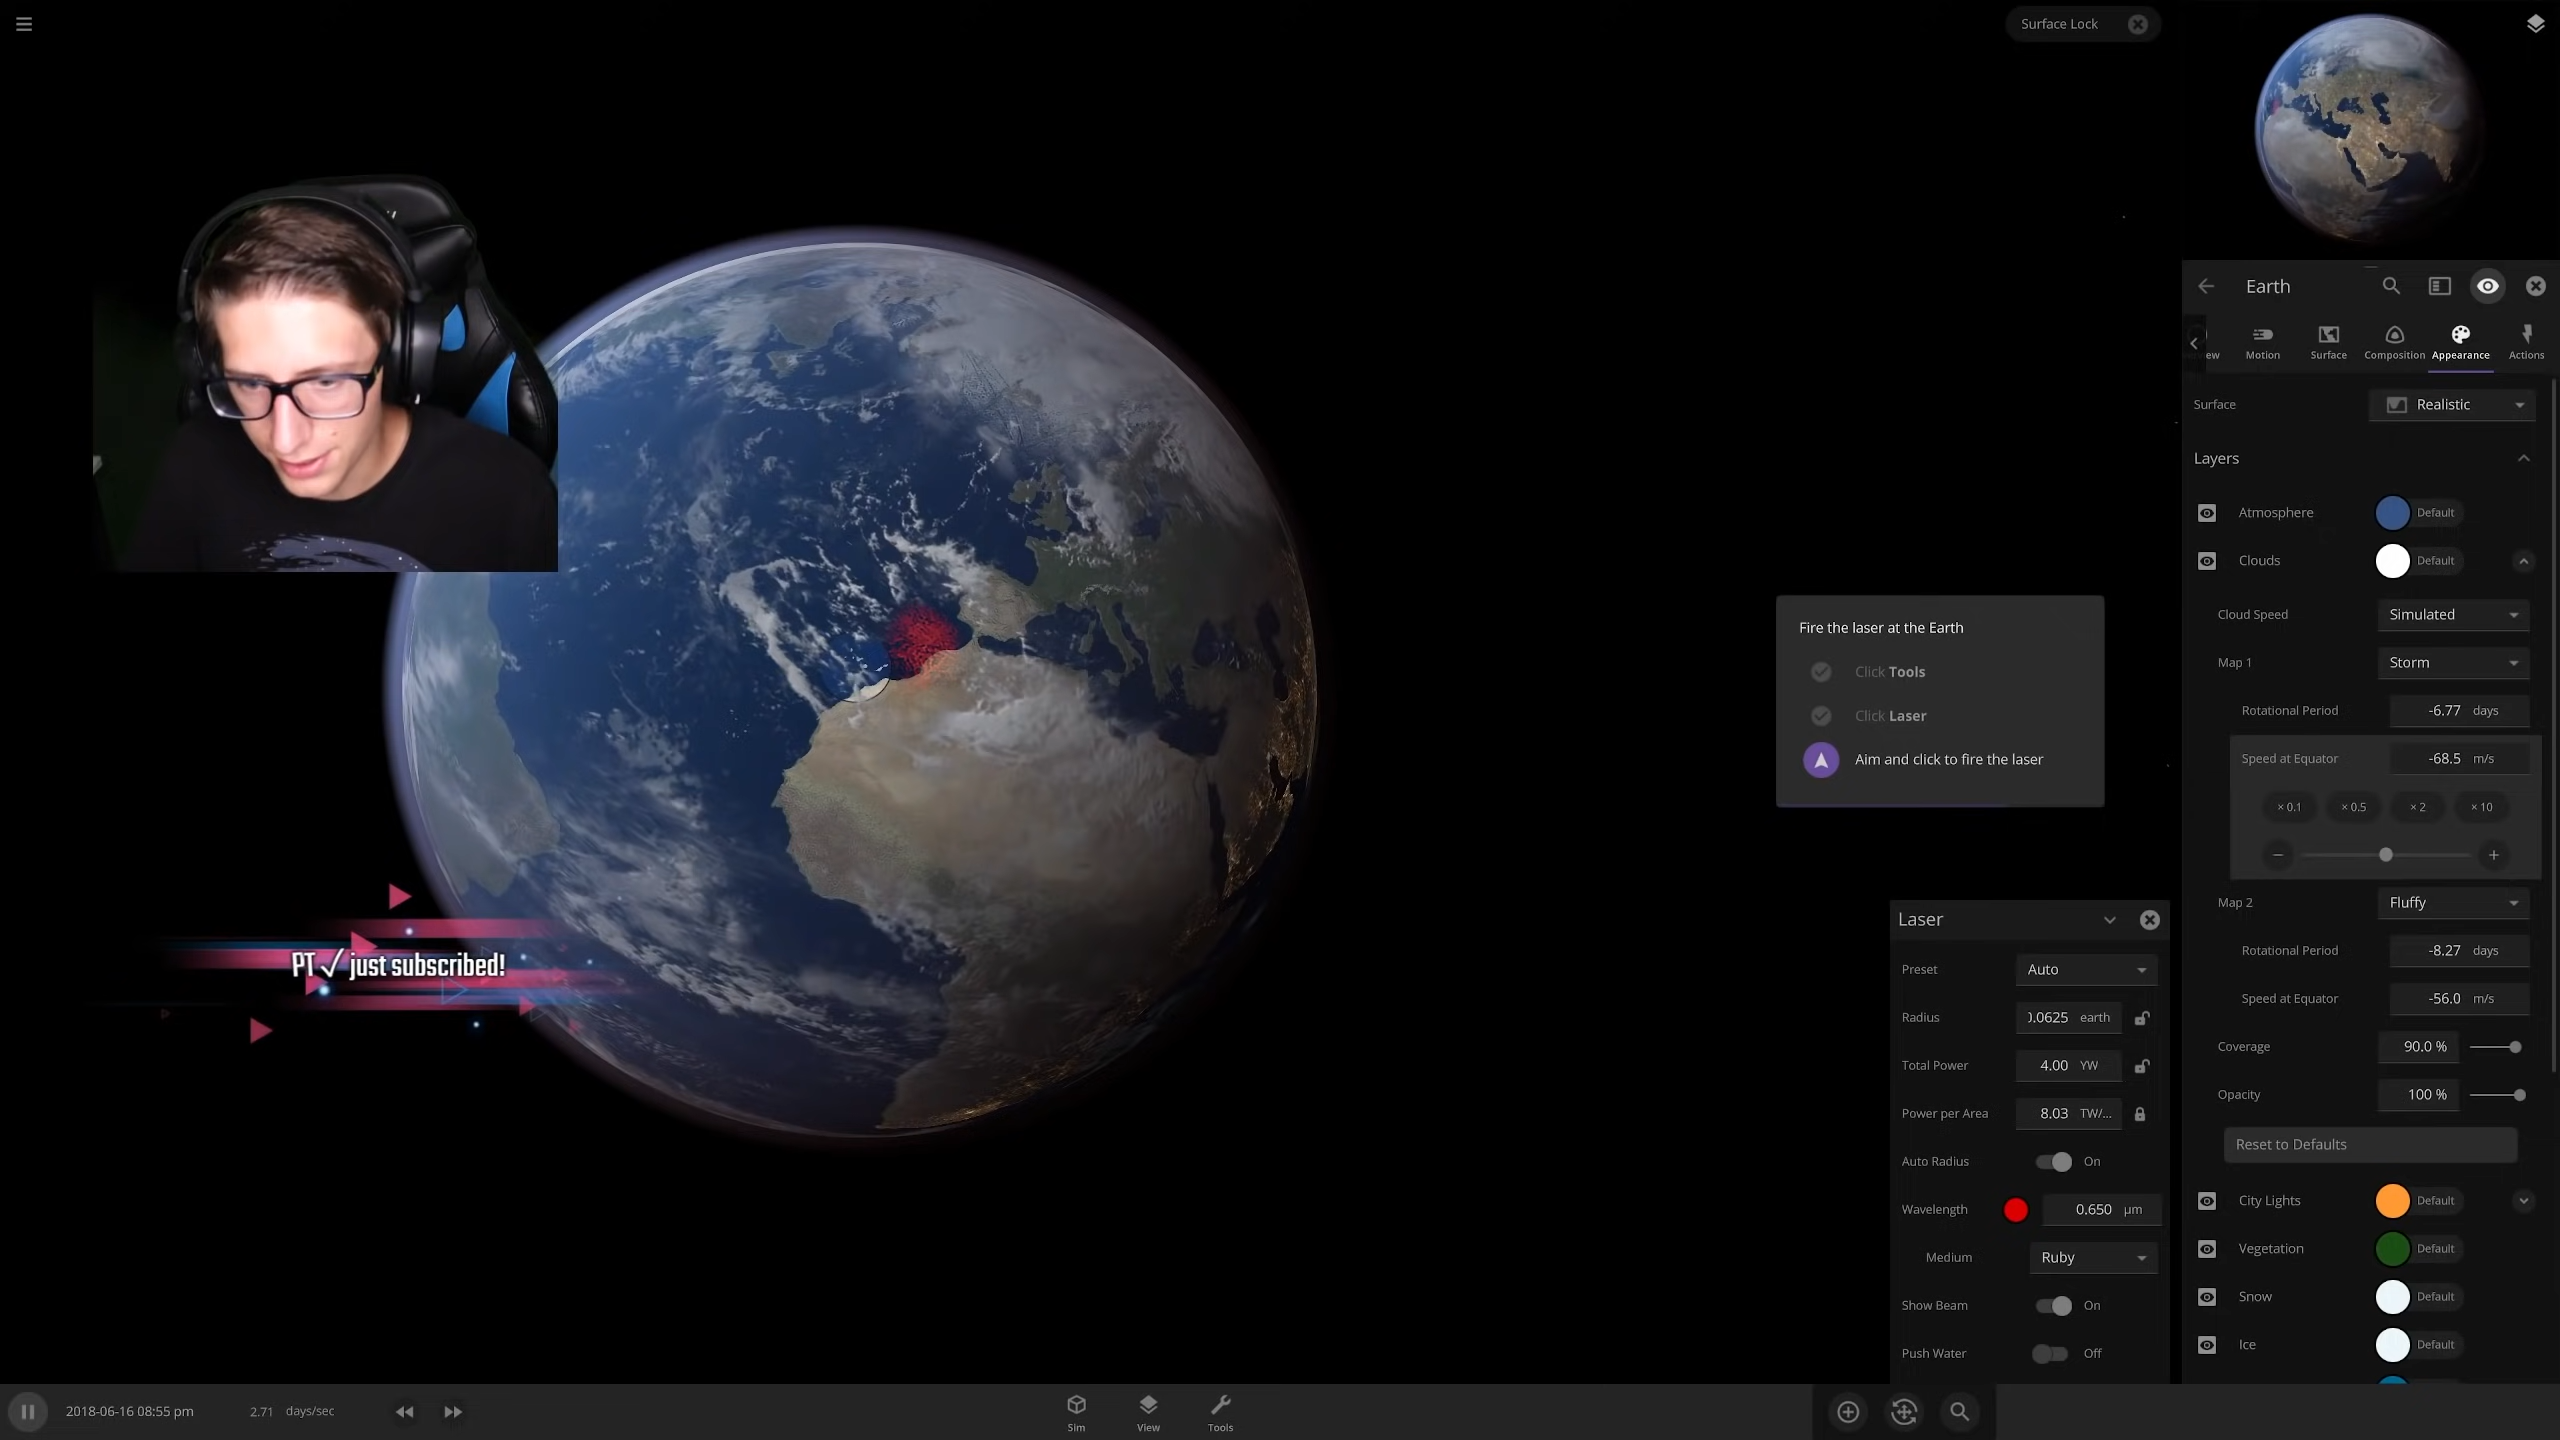 Surface Lock
Earth
Motion
Surface
Composition
Appearance
Actions
Surface
Realistic
Layers
Atmosphere
Default
Clouds
Default
Cloud Speed
Simulated
Map 1
Storm
Rotational Period
-6.77 days
Speed at Equator
-68.5 m/s
× 0.1
× 0.5
× 2
× 10
Map 2
Fluffy
Rotational Period
-8.27 days
Speed at Equator
-56.0 m/s
Coverage
90.0 %
Opacity
100 %
Reset to Defaults
City Lights
Default
Vegetation
Default
Snow
Default
Ice
Default
Fire the laser at the Earth
Click Tools
Click Laser
Aim and click to fire the laser
Laser
Preset
Auto
Radius
.0625 earth
Total Power
4.00 YW
Power per Area
8.03 TW/...
Auto Radius
On
Wavelength
0.650 µm
Medium
Ruby
Show Beam
On
Push Water
Off
PT ✓ just subscribed!
2018-06-16 08:55 pm
2.71 days/sec
Sim
View
Tools